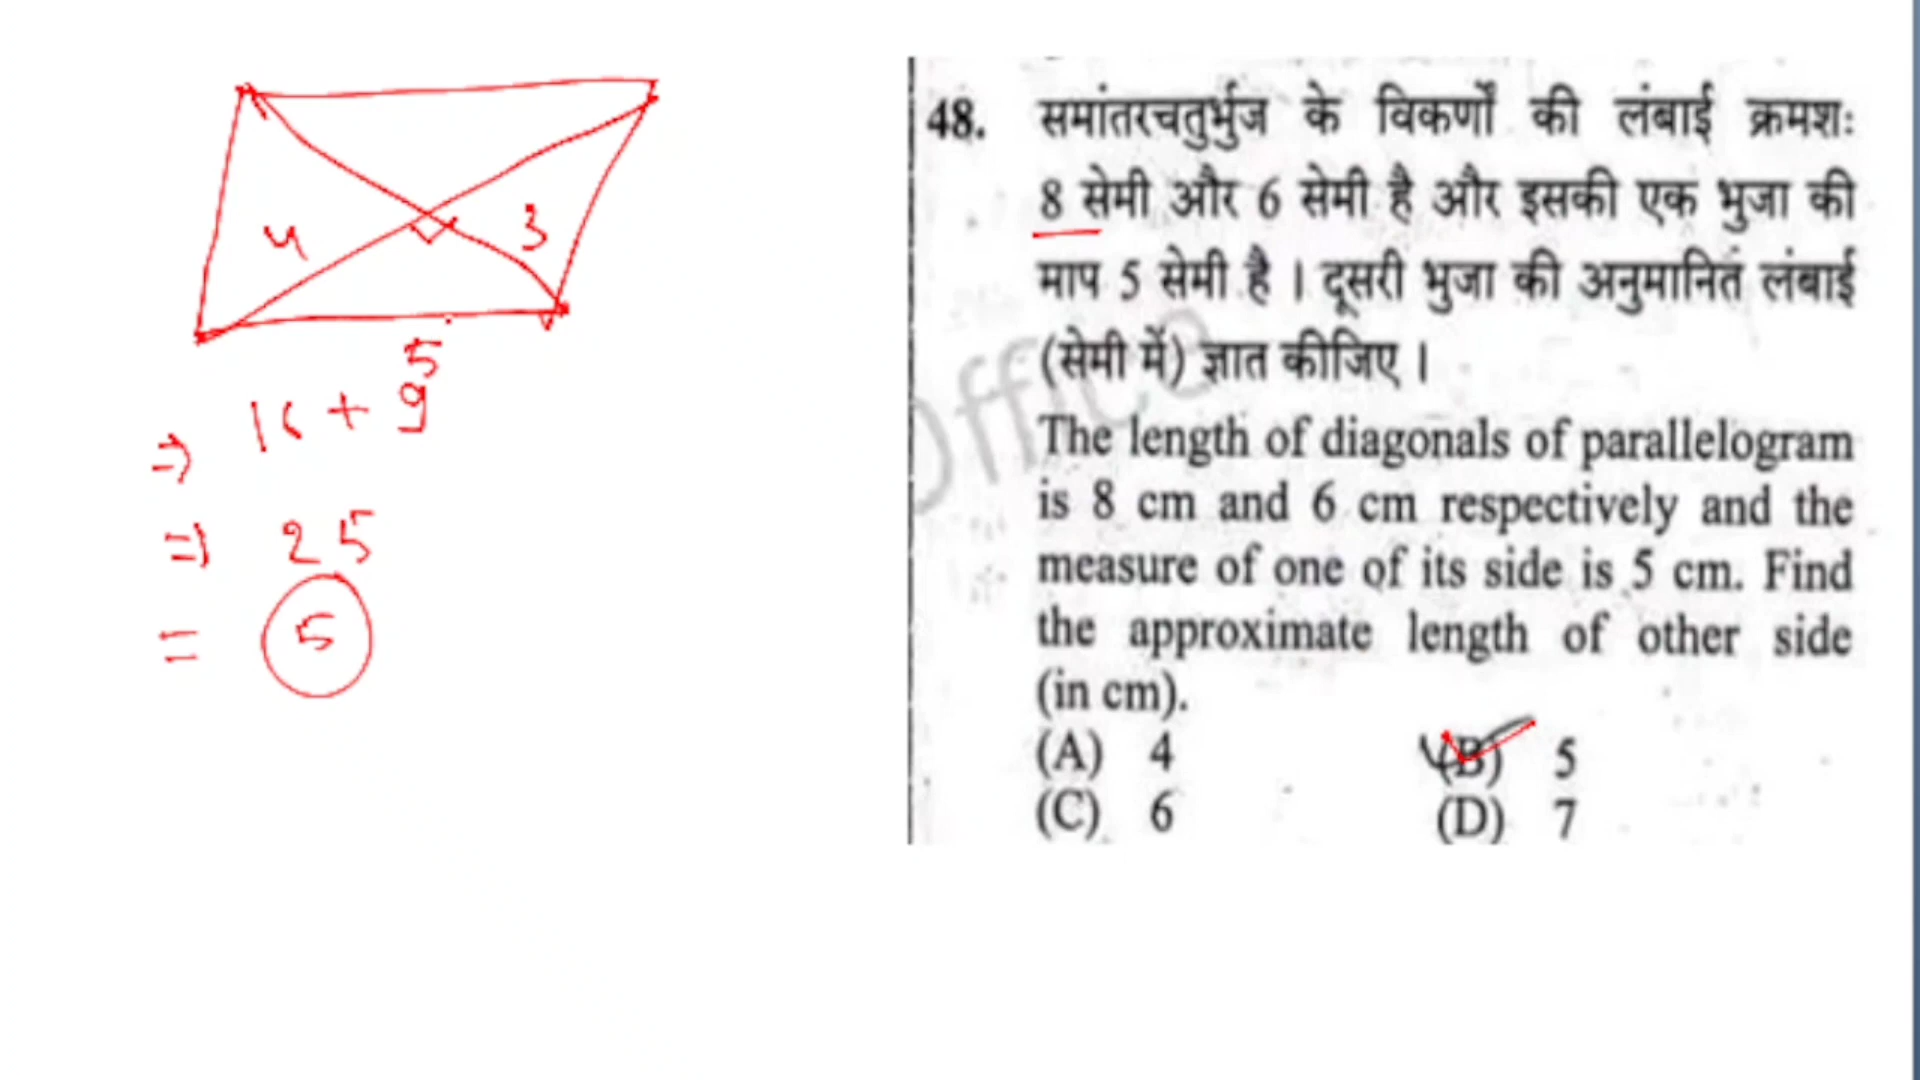 4
3
5
⇒ 16 + 9
⇒ 25
= 5
48. समांतरचतुर्भुज के विकर्णों की लंबाई क्रमशः
8 सेमी और 6 सेमी है और इसकी एक भुजा की
माप 5 सेमी है । दूसरी भुजा की अनुमानित लंबाई
(सेमी में) ज्ञात कीजिए ।
The length of diagonals of parallelogram
is 8 cm and 6 cm respectively and the
measure of one of its side is 5 cm. Find
the approximate length of other side
(in cm).
(A) 4 (B) 5
(C) 6 (D) 7
Office